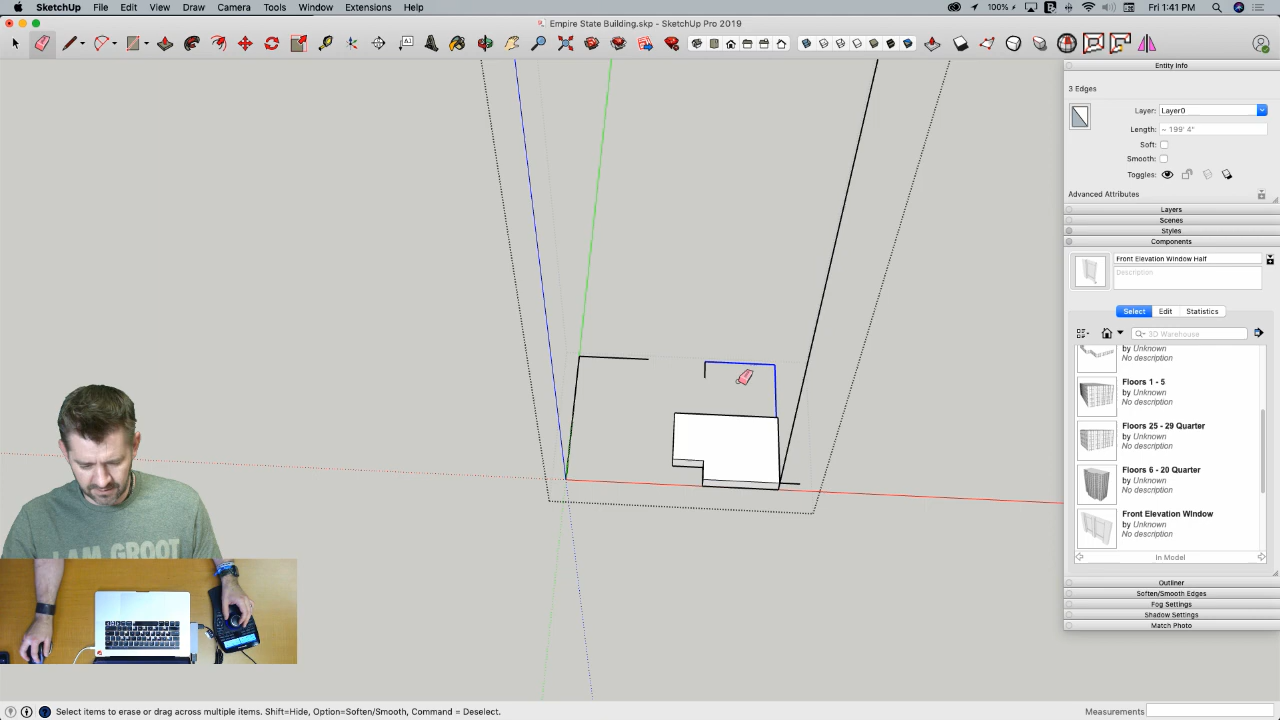 SketchUp File Edit View Draw Camera Tools Window Extensions Help
100% Fri 1:41 PM
Empire State Building.skp - SketchUp Pro 2019
Entity Info
3 Edges
Layer: Layer0
Length: ~ 199' 4"
Soft:
Smooth:
Toggles:
Advanced Attributes
Layers
Scenes
Styles
Components
Front Elevation Window Half
Description
Select Edit Statistics
3D Warehouse
by Unknown
No description
Floors 1 - 5
by Unknown
No description
Floors 25 - 29 Quarter
by Unknown
No description
Floors 6 - 20 Quarter
by Unknown
No description
Front Elevation WIndow
by Unknown
No description
In Model
Outliner
Soften/Smooth Edges
Fog Settings
Shadow Settings
Match Photo
I AM GROOT
Select items to erase or drag across multiple items. Shift=Hide, Option=Soften/Smooth, Command = Deselect.
Measurements